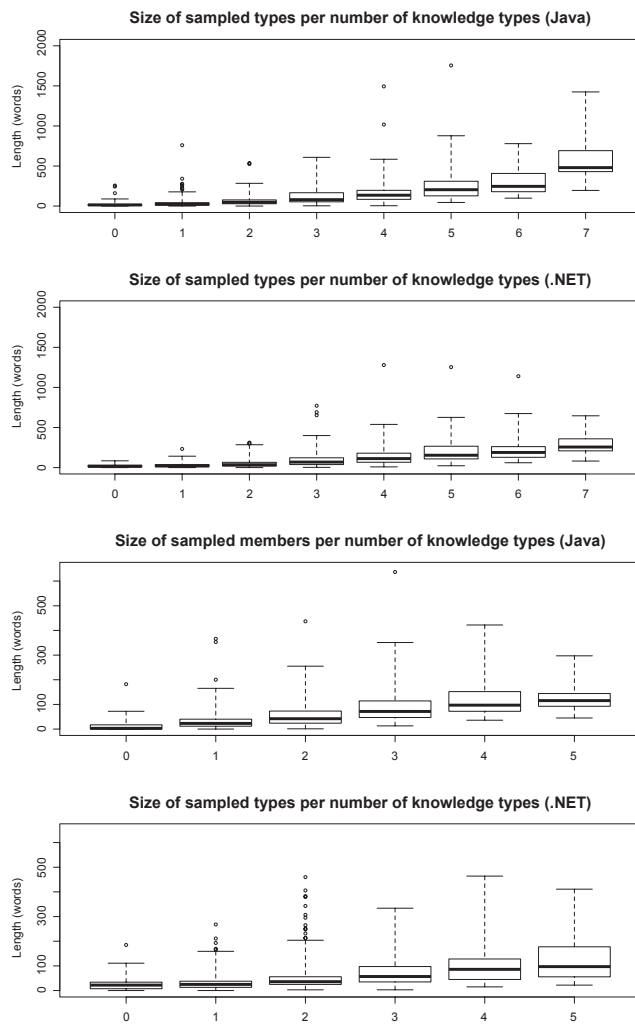 Size of sampled types per number of knowledge types (Java)
Length (words)
2000
1500
1000
500
0
0 1 2 3 4 5 6 7
Size of sampled types per number of knowledge types (.NET)
Length (words)
2000
1500
1000
500
0
0 1 2 3 4 5 6 7
Size of sampled members per number of knowledge types (Java)
Length (words)
500
300
100
0
0 1 2 3 4 5
Size of sampled types per number of knowledge types (.NET)
Length (words)
500
300
100
0
0 1 2 3 4 5